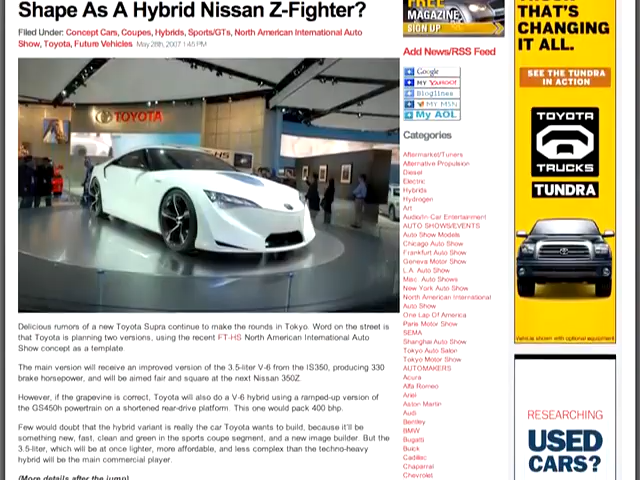 Shape As A Hybrid Nissan Z-Fighter?
Filed Under: Concept Cars, Coupes, Hybrids, Sports/GTs, North American International Auto
Show, Toyota, Future Vehicles May 28th, 2007 1:45 PM
TOYOTA
Delicious rumors of a new Toyota Supra continue to make the rounds in Tokyo. Word on the street is
that Toyota is planning two versions, using the recent FT-HS North American International Auto
Show concept as a template
The main version will receive an improved version of the 3.5-liter V-6 from the IS350, producing 330
brake horsepower, and will be aimed fair and square at the next Nissan 350Z
However, if the grapevine is correct, Toyota will also do a V-6 hybrid using a ramped-up version of
the GS450h powertrain on a shortened rear-drive platform. This one would pack 400 bhp.
Few would doubt that the hybrid variant is really the car Toyota wants to build, because it'll be
something new, fast, clean and green in the sports coupe segment, and a new image builder. But the
3.5-liter, which will be at once lighter, more affordable, and less complex than the techno-heavy
hybrid will be the main commercial player.
(More details after the jump)
FREE
MAGAZINE
SIGN UP
Add News/RSS Feed
Google
MY YAHOO!
Bloglines
MY MSN
My AOL
Categories
Aftermarket/Tuners
Alternative Propulsion
Diesel
Electric
Hybrids
Hydrogen
Art
Audio/In-Car Entertainment
AUTO SHOWS/EVENTS
Auto Show Models
Chicago Auto Show
Frankfurt Auto Show
Geneva Motor Show
L.A. Auto Show
Misc. Auto Shows
New York Auto Show
North American International
Auto Show
One Lap Of America
Paris Motor Show
SEMA
Shanghai Auto Show
Tokyo Auto Salon
Tokyo Motor Show
AUTOMAKERS
Acura
Alfa Romeo
Ariel
Aston Martin
Audi
Bentley
BMW
Bugatti
Buick
Cadillac
Chaparral
Chevrolet
THAT'S
CHANGING
IT ALL.
SEE THE TUNDRA
IN ACTION
TOYOTA
TRUCKS
TUNDRA
Vehicle shown with optional equipment
RESEARCHING
USED
CARS?